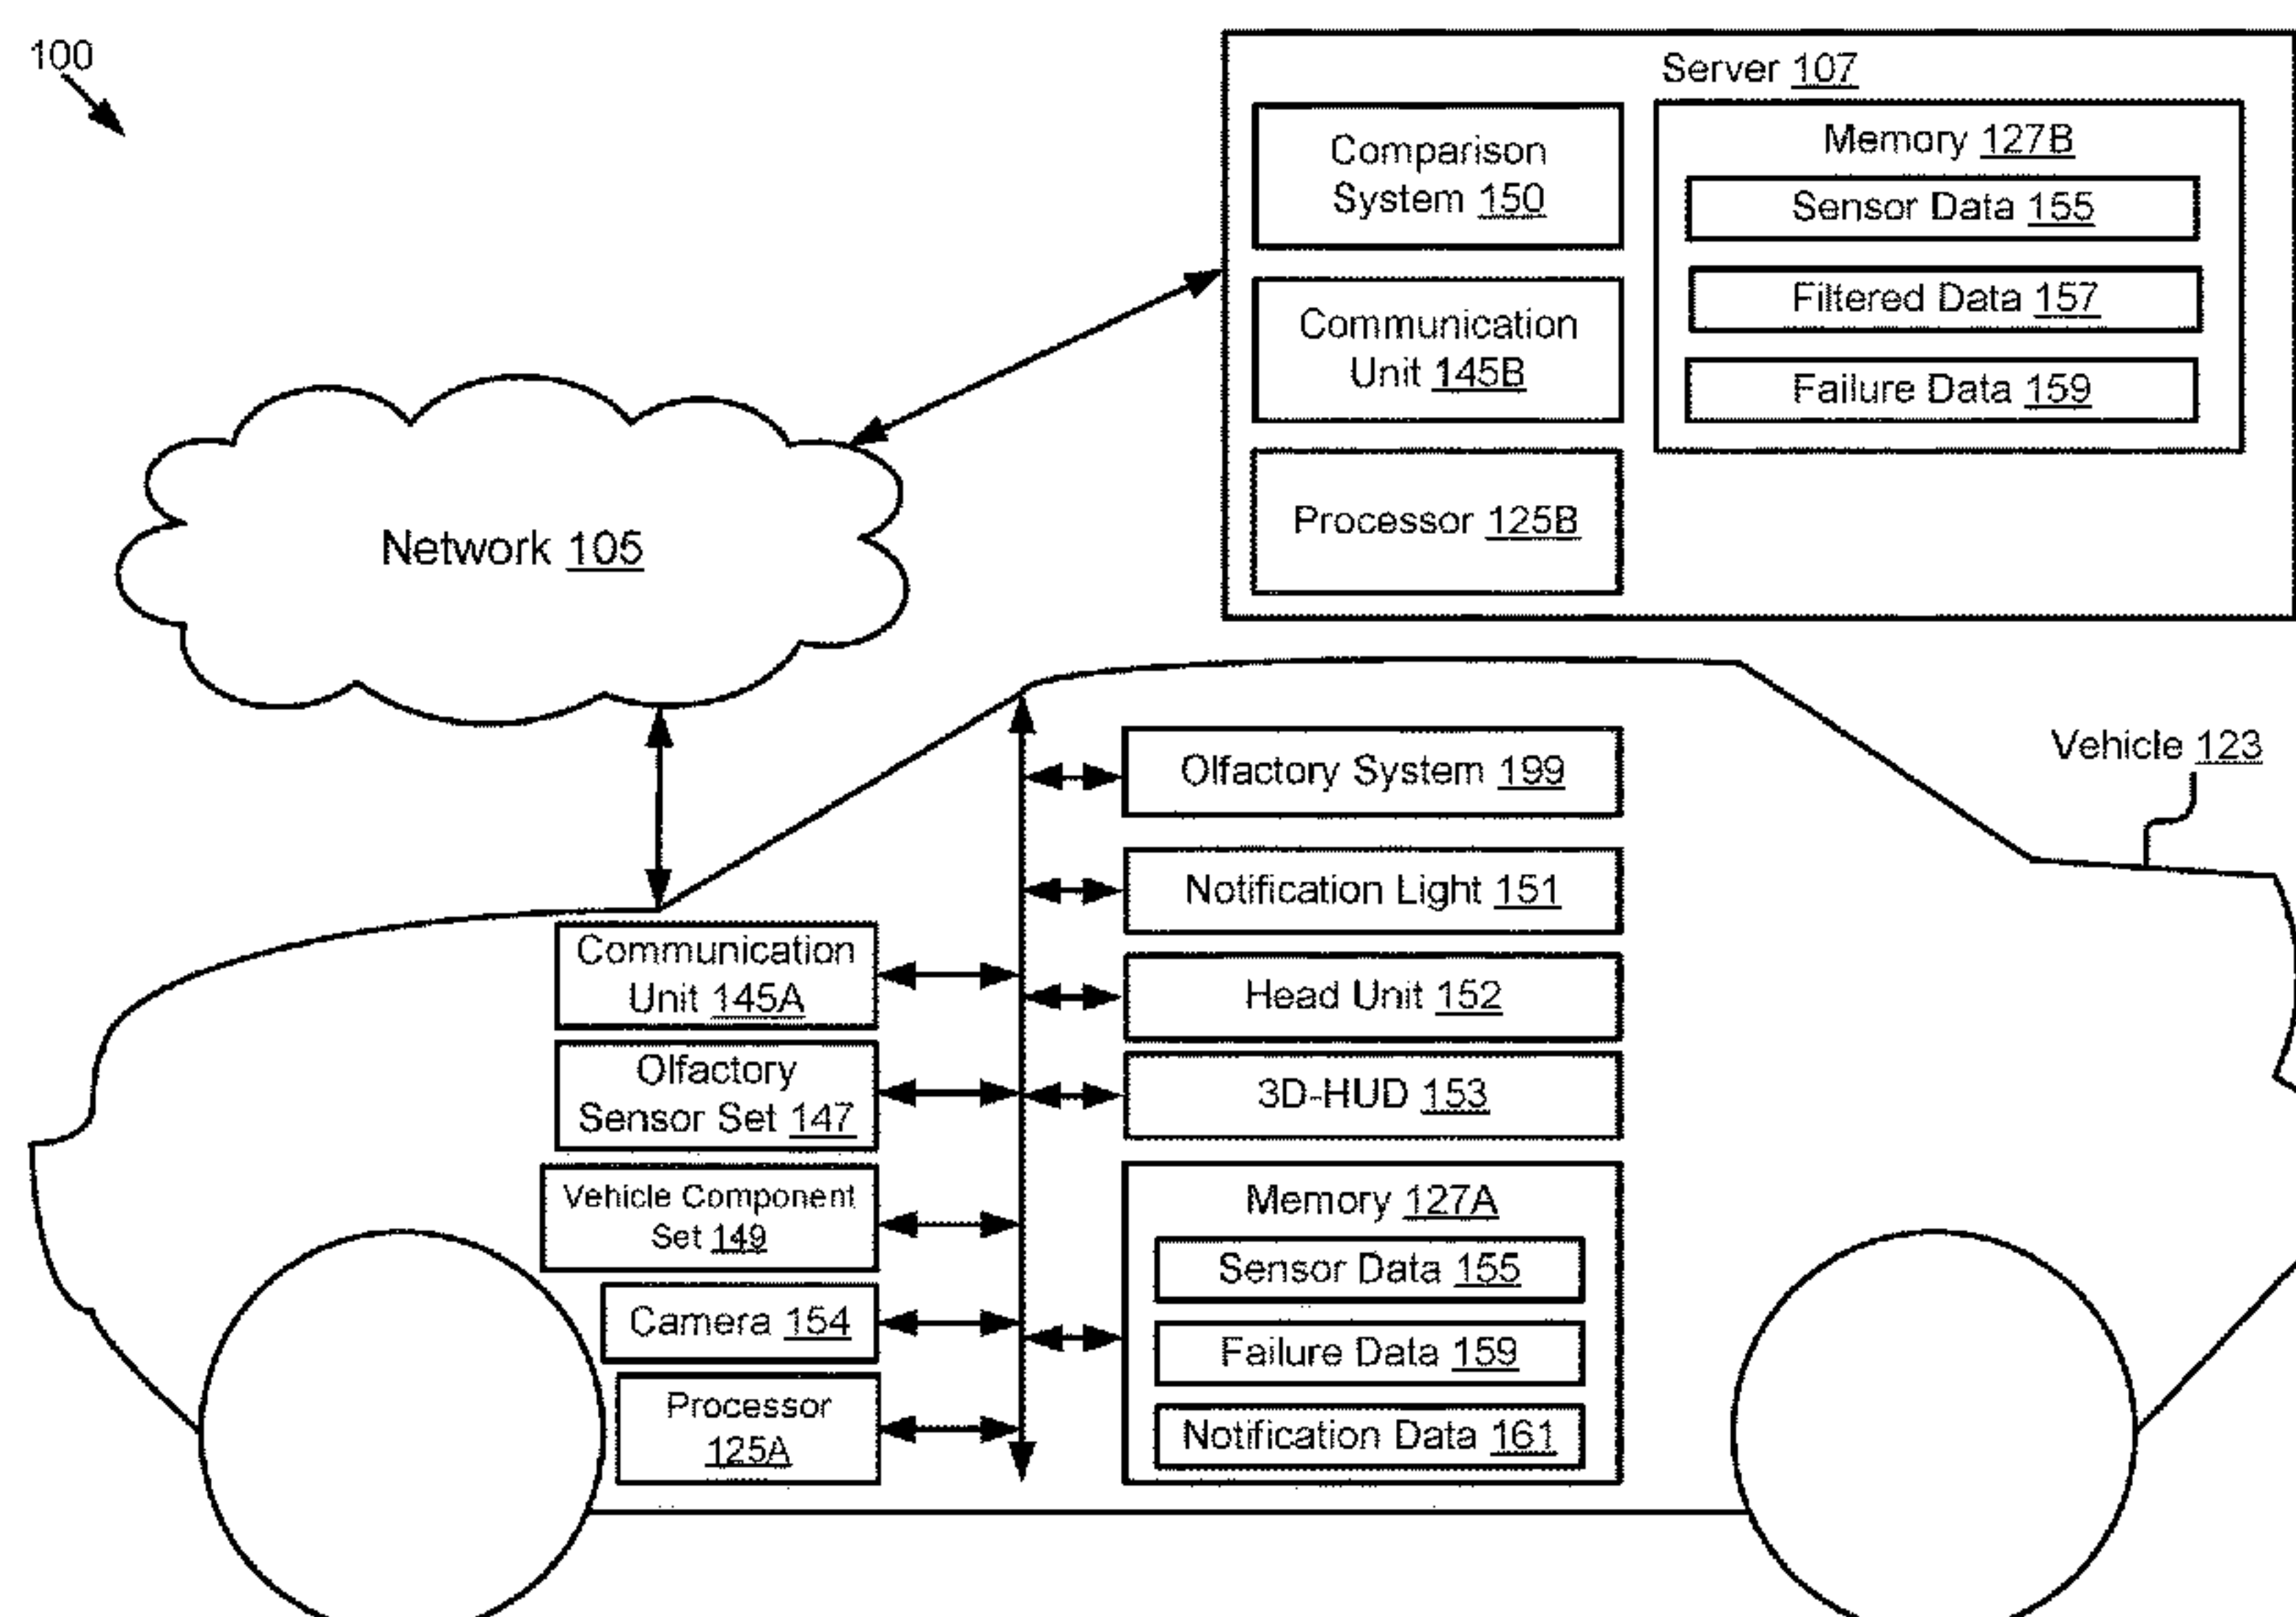 100
Server 107
Comparison
System 150
Memory 127B
Sensor Data 155
Filtered Data 157
Failure Data 159
Communication
Unit 145B
Processor 125B
Network 105
Vehicle 123
Olfactory System 199
Notification Light 151
Head Unit 152
3D-HUD 153
Communication
Unit 145A
Olfactory
Sensor Set 147
Vehicle Component
Set 149
Camera 154
Processor
125A
Memory 127A
Sensor Data 155
Failure Data 159
Notification Data 161